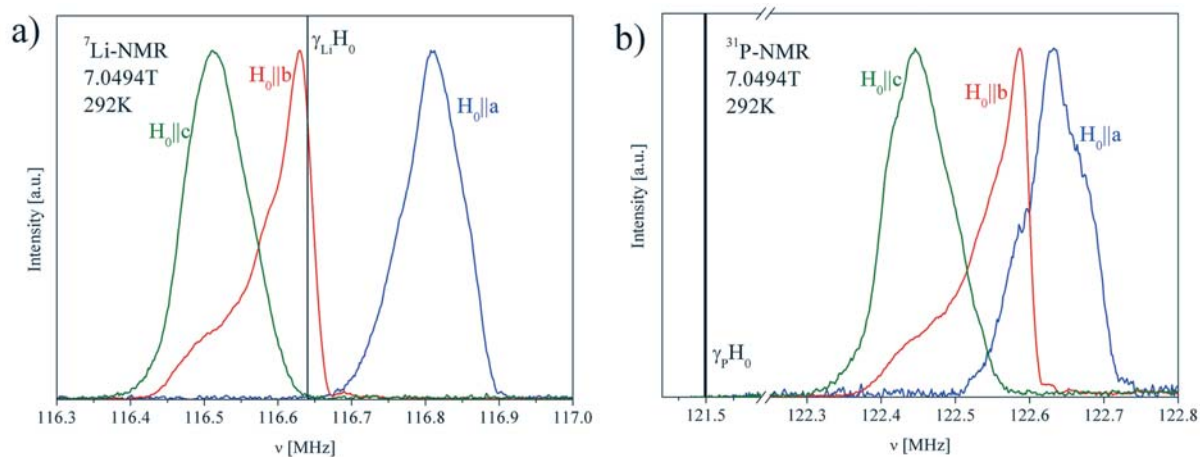 a)
⁷Li-NMR
7.0494T
292K
γLiH₀
H₀||b
H₀||c
H₀||a
Intensity [a.u.]
116.3 116.4 116.5 116.6 116.7 116.8 116.9 117.0
ν [MHz]
b)
³¹P-NMR
7.0494T
292K
H₀||c
H₀||b
H₀||a
γPH₀
Intensity [a.u.]
121.5 122.3 122.4 122.5 122.6 122.7 122.8
ν [MHz]